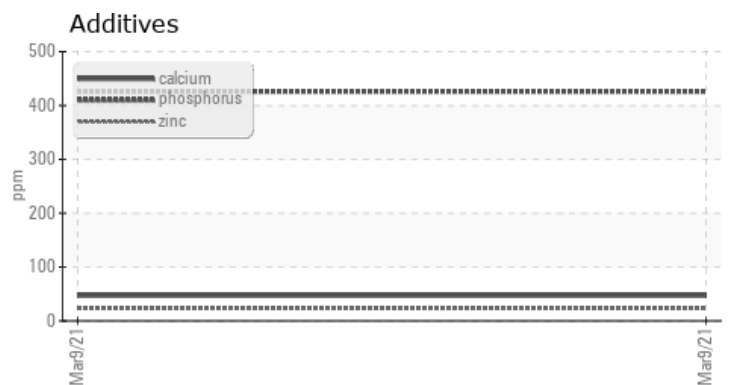 Additives
500
400
300
200
100
0
ppm
calcium
phosphorus
zinc
Mar9/21
Mar9/21